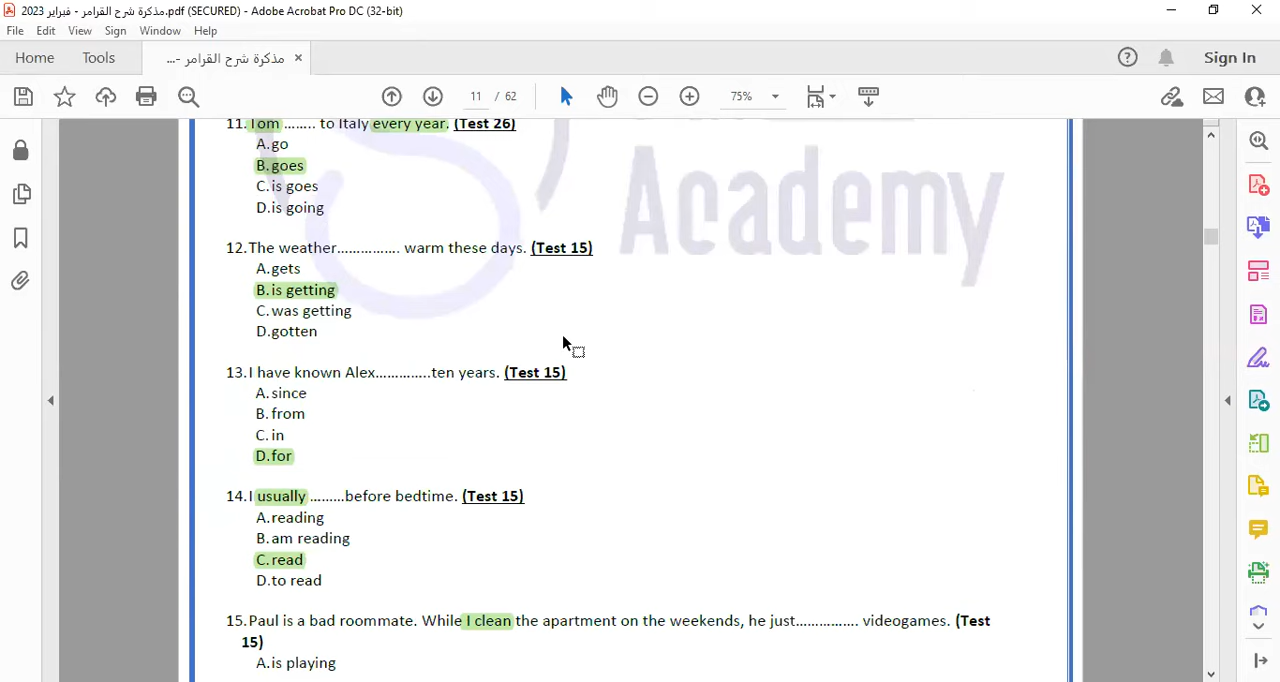 مذكرة شرح القرامر - فبراير 2023.pdf (SECURED) - Adobe Acrobat Pro DC (32-bit)
File Edit View Sign Window Help
Home Tools مذكرة شرح القرامر -... × Sign In
11 / 62 75%
11. Tom ........ to Italy every year. (Test 26)
A. go
B. goes
C. is goes
D. is going
12. The weather............... warm these days. (Test 15)
A. gets
B. is getting
C. was getting
D. gotten
13. I have known Alex..............ten years. (Test 15)
A. since
B. from
C. in
D. for
14. I usually .........before bedtime. (Test 15)
A. reading
B. am reading
C. read
D. to read
15. Paul is a bad roommate. While I clean the apartment on the weekends, he just............... videogames. (Test
15)
A. is playing
Academy